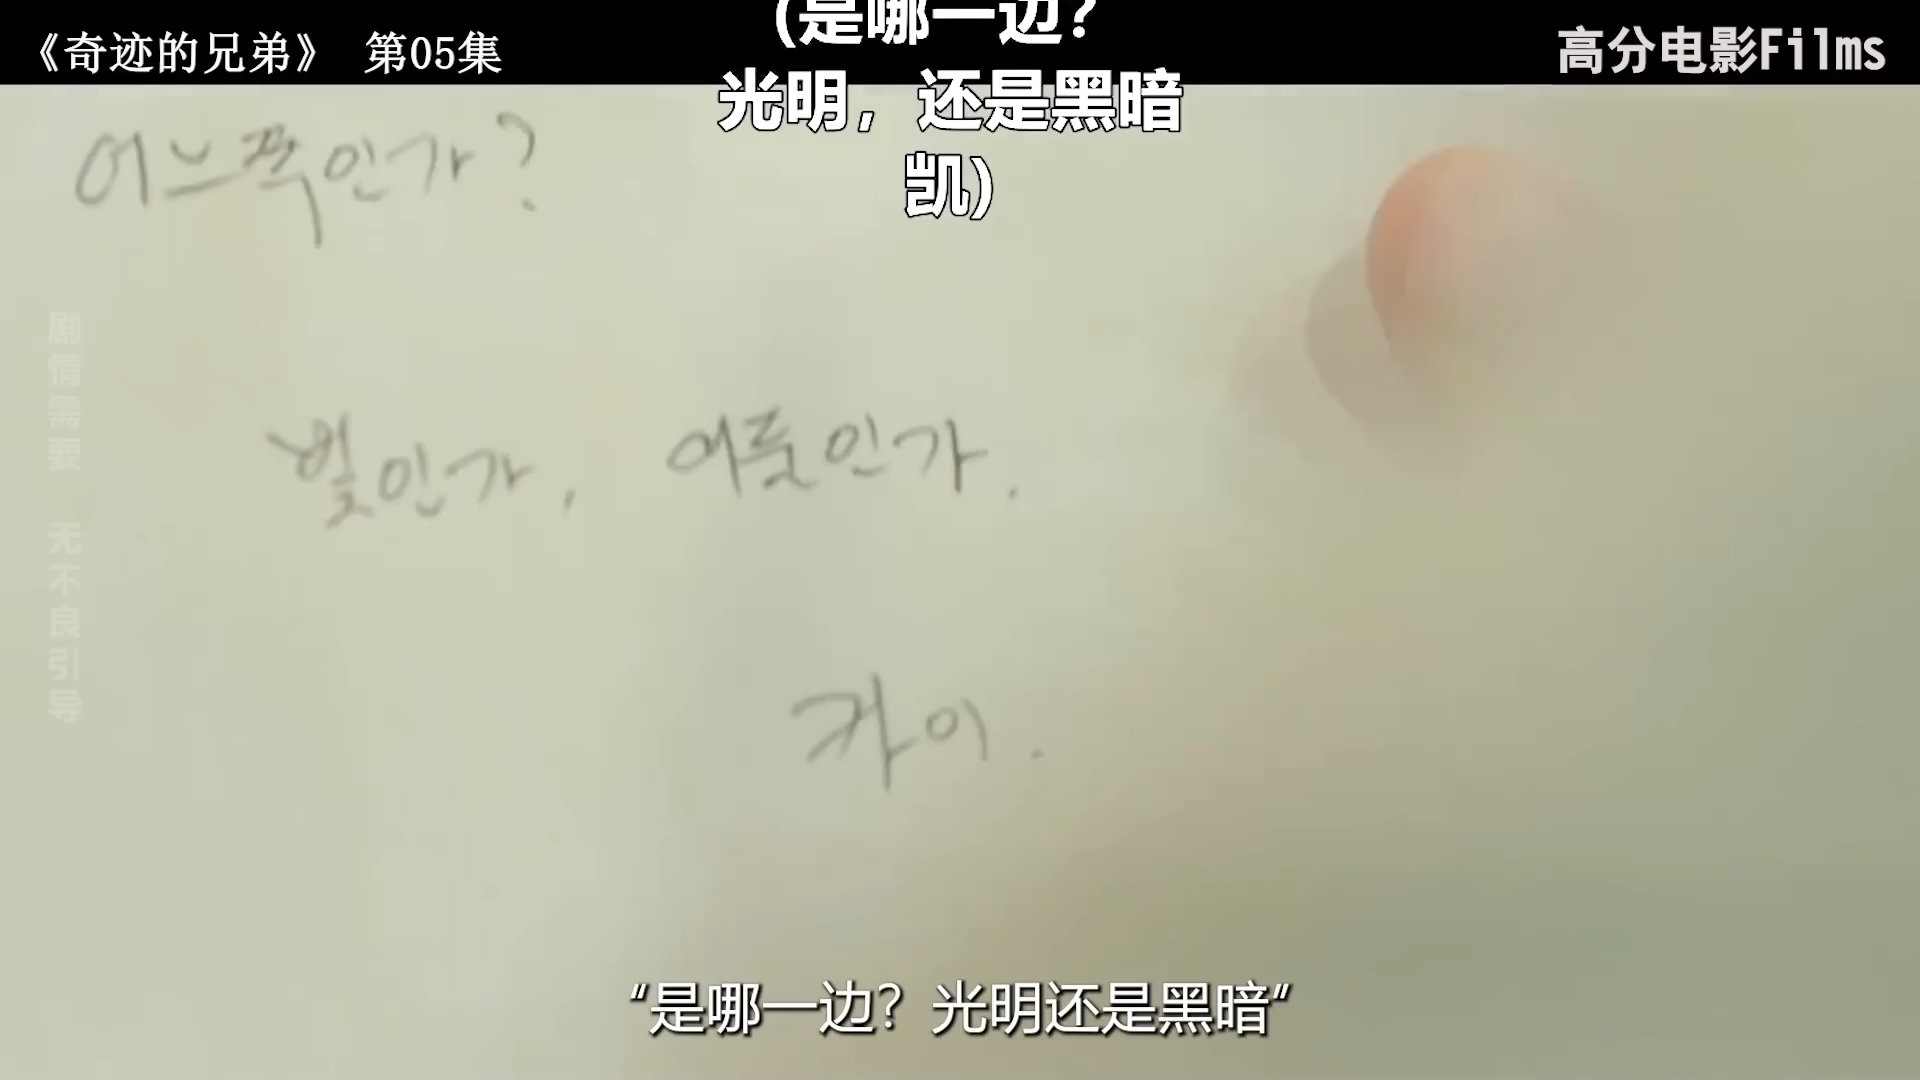 《奇迹的兄弟》 第05集
高分电影Films
(是哪一边？
光明，还是黑暗
凯)
어느쪽인가?
빛인가, 어둠인가.
카이.
剧情需要 无不良引导
“是哪一边？光明还是黑暗”